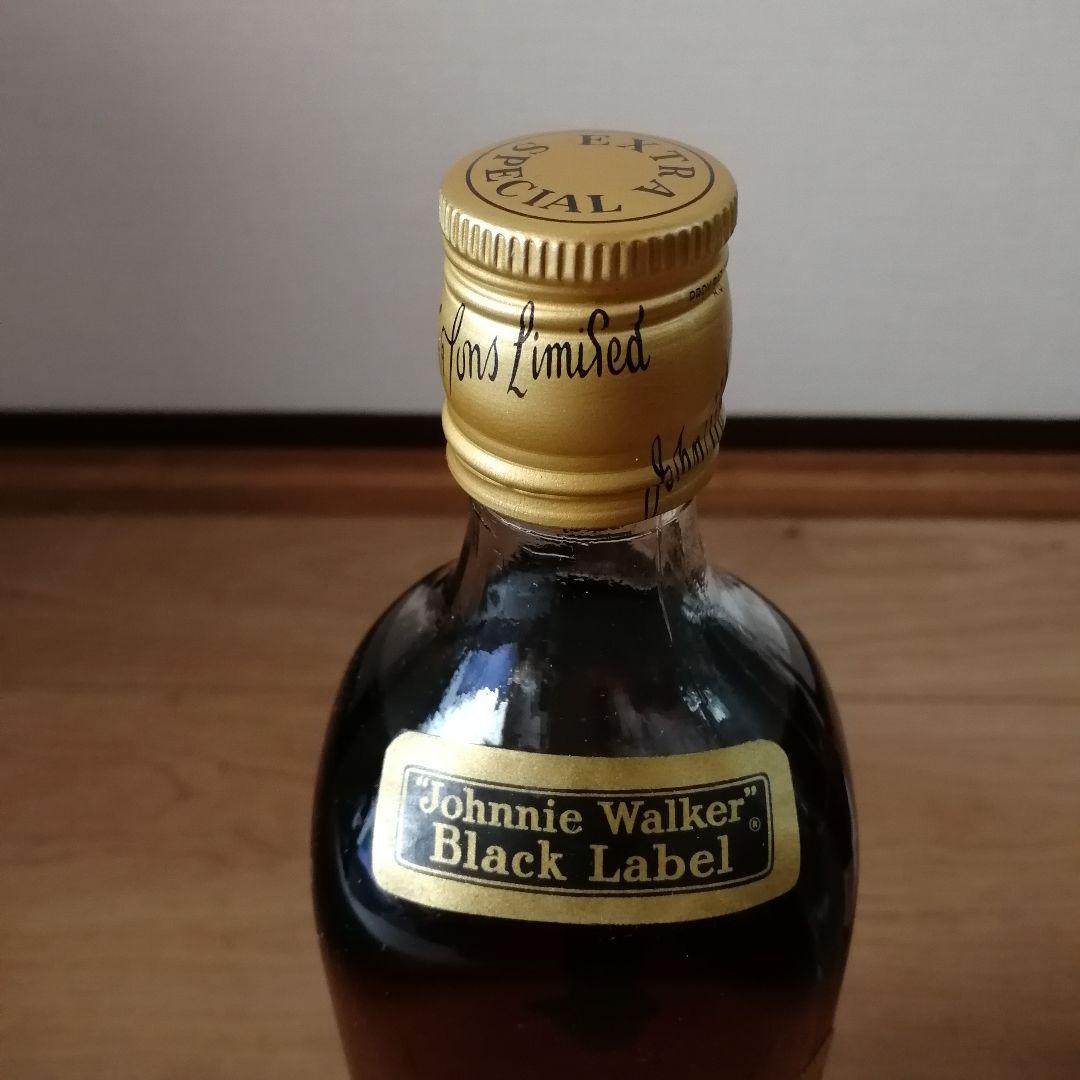 EXTRA
SPECIAL
Sons Limited
“Johnnie Walker”
Black Label
®